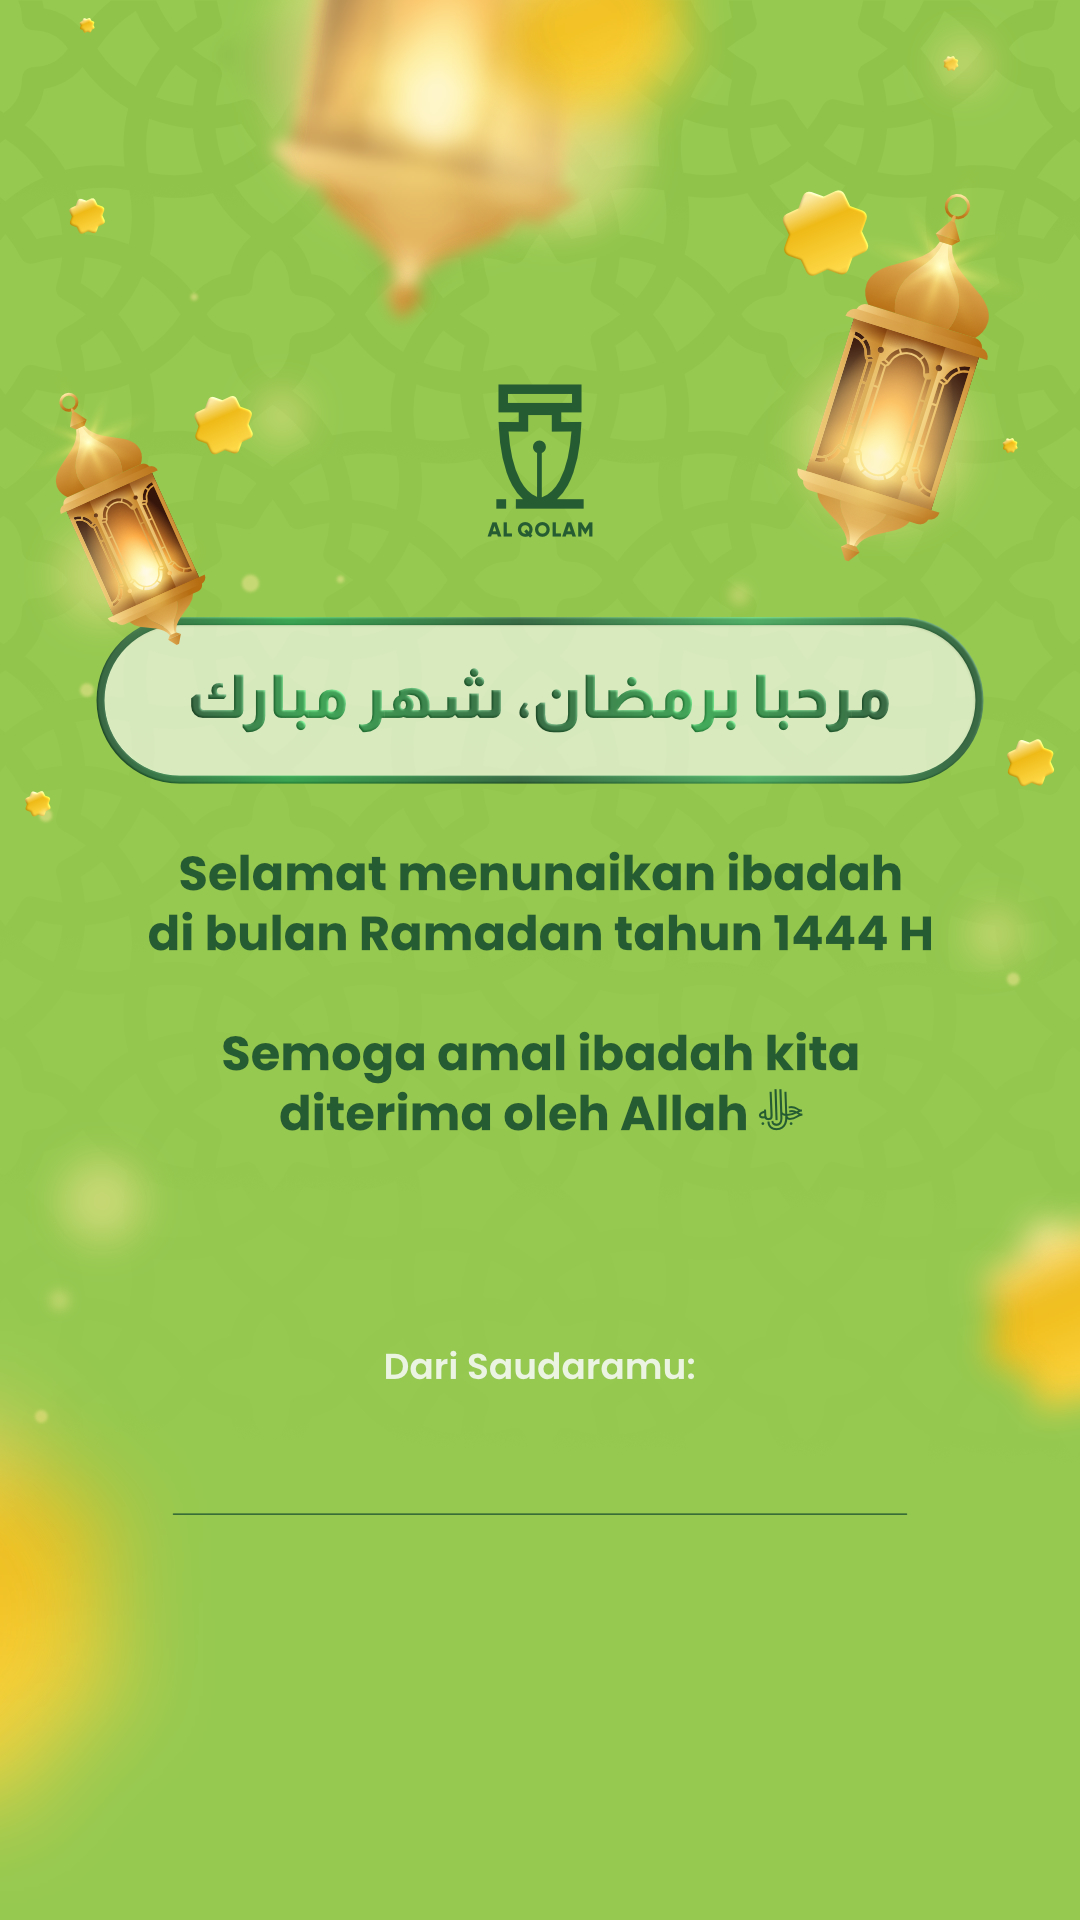 AL QOLAM
مرحبا برمضان، شهر مبارك
Selamat menunaikan ibadah
di bulan Ramadan tahun 1444 H
Semoga amal ibadah kita
diterima oleh Allah ﷻ
Dari Saudaramu: